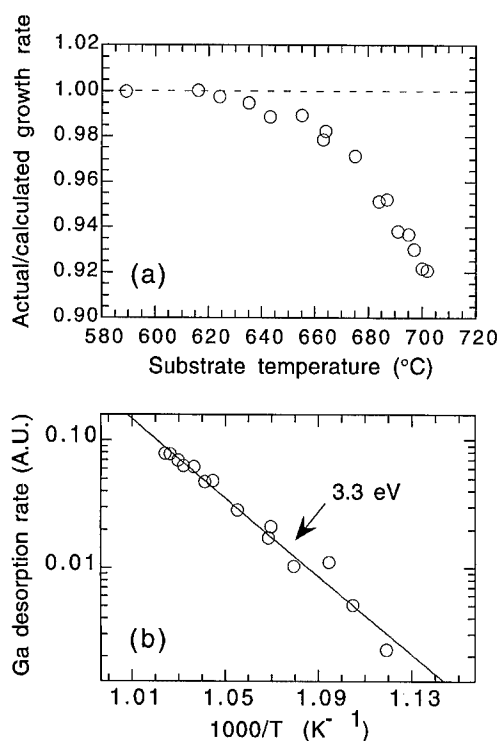 Actual/calculated growth rate
1.02
1.00
0.98
0.96
0.94
0.92
0.90
(a)
580 600 620 640 660 680 700 720
Substrate temperature (°C)
Ga desorption rate (A.U.)
0.10
0.01
3.3 eV
(b)
1.01 1.05 1.09 1.13
1000/T (K⁻ ¹)